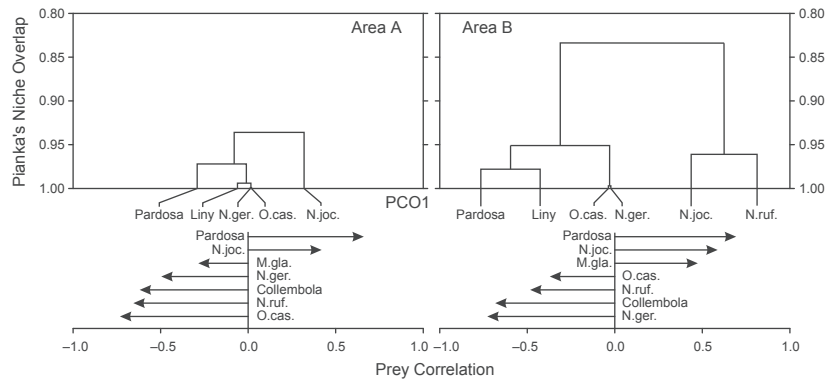 0.80
0.85
0.90
0.95
1.00
Pianka's Niche Overlap
Area A
Area B
0.80
0.85
0.90
0.95
1.00
Pardosa Liny N.ger. O.cas. N.joc.
PCO1
Pardosa Liny O.cas. N.ger. N.joc. N.ruf.
Pardosa
N.joc.
M.gla.
N.ger.
Collembola
N.ruf.
O.cas.
Pardosa
N.joc.
M.gla.
O.cas.
N.ruf.
Collembola
N.ger.
–1.0 –0.5 0.0 0.5 1.0
–1.0 –0.5 0.0 0.5 1.0
Prey Correlation